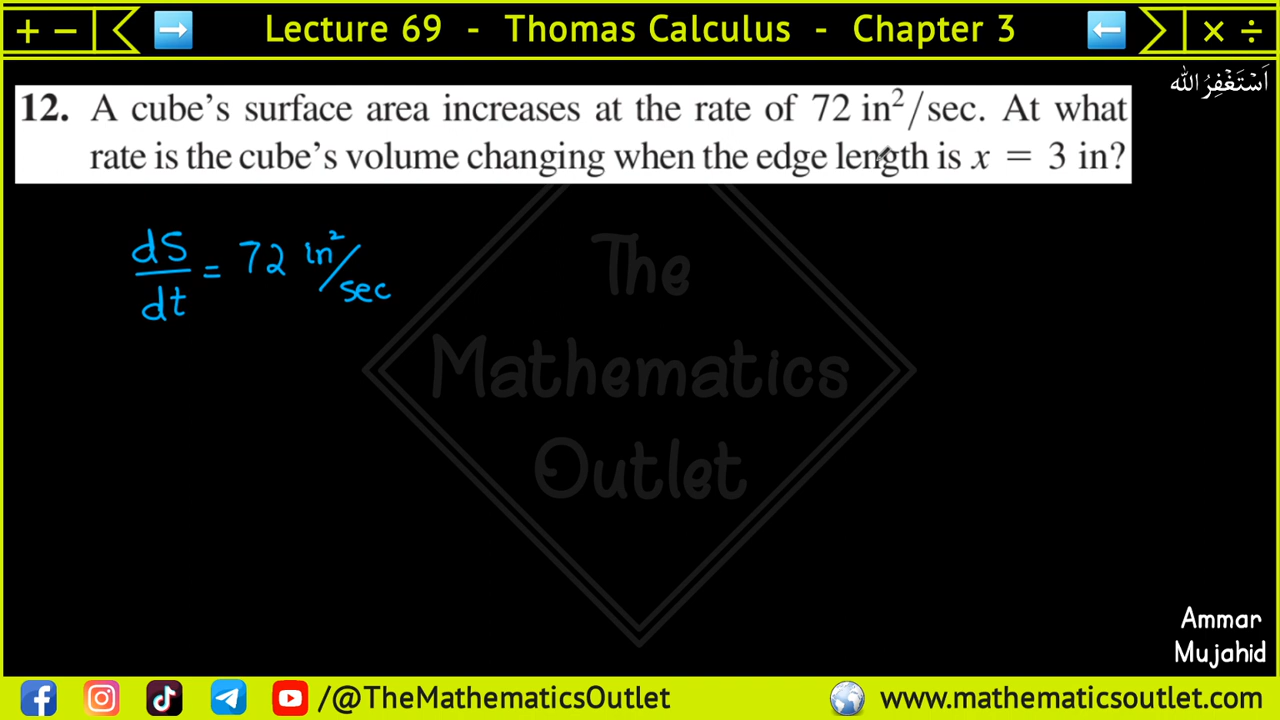 + − Lecture 69 - Thomas Calculus - Chapter 3 × ÷
اَسْتَغْفِرُ الله
12. A cube's surface area increases at the rate of 72 in²/sec. At what
rate is the cube's volume changing when the edge length is x = 3 in?
dS/dt = 72 in²/sec
The
Mathematics
Outlet
Ammar
Mujahid
/@TheMathematicsOutlet www.mathematicsoutlet.com